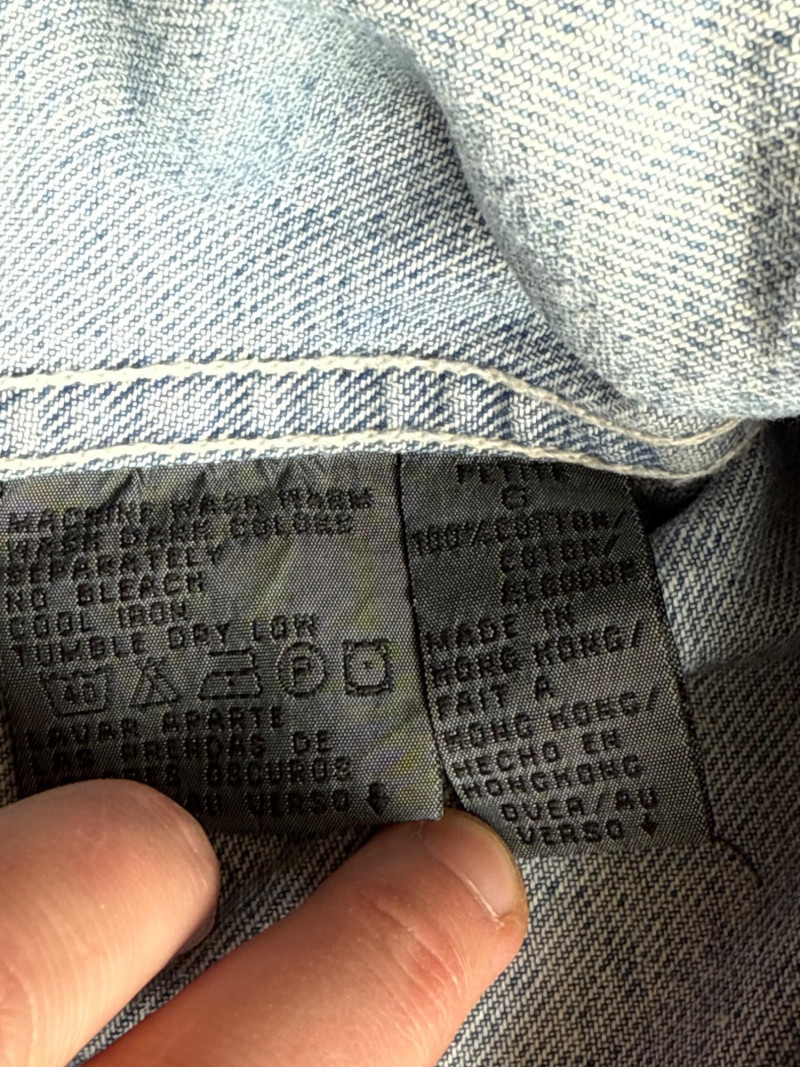 MACHINE WASH WARM
WASH DARK COLORS
SEPARATELY
NO BLEACH
COOL IRON
TUMBLE DRY LOW
40
P
LAVAR APARTE
LAS PRENDAS DE
OSCUROS
AU VERSO
PETITE
100%COTTON/
COTON/
ALGODON
MADE IN
HONG KONG/
FAIT A
HONG KONG/
HECHO EN
HONGKONG
OVER/AU
VERSO